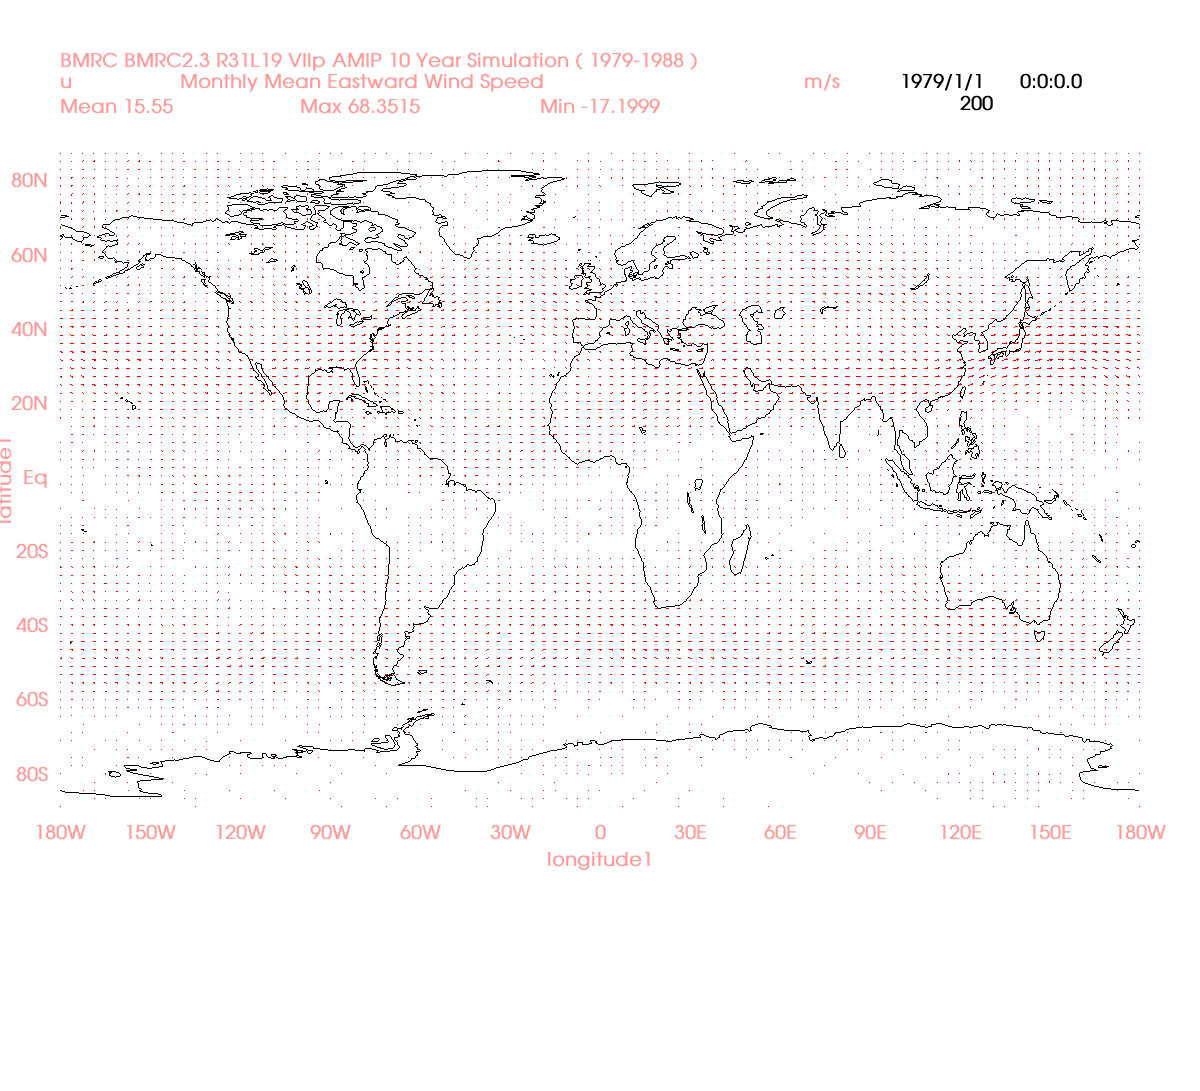 BMRC BMRC2.3 R31L19 VIIp AMIP 10 Year Simulation ( 1979-1988 )
u Monthly Mean Eastward Wind Speed m/s 1979/1/1 0:0:0.0
200
Mean 15.55 Max 68.3515 Min -17.1999
80N
60N
40N
20N
Eq
20S
40S
60S
80S
latitude1
180W 150W 120W 90W 60W 30W 0 30E 60E 90E 120E 150E 180W
longitude1